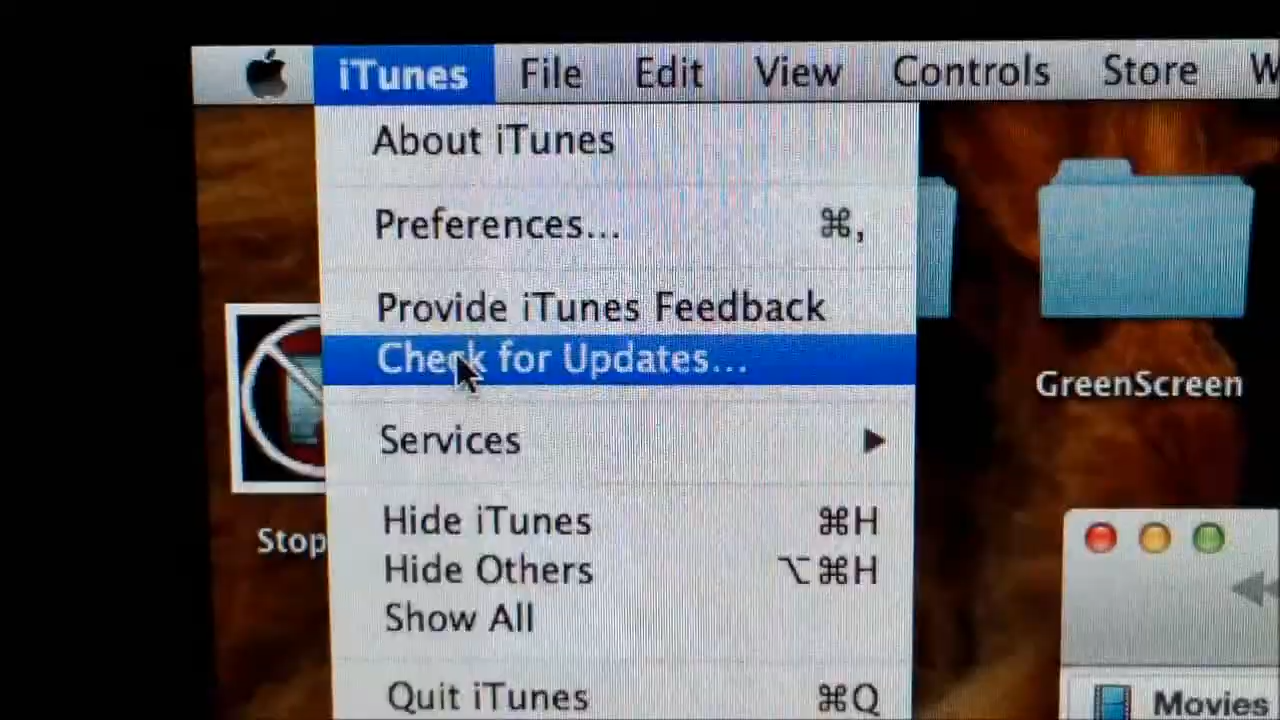 iTunes File Edit View Controls Store W
About iTunes
Preferences... ⌘,
Provide iTunes Feedback
Check for Updates...
Services
Hide iTunes ⌘H
Hide Others ⌥⌘H
Show All
Quit iTunes ⌘Q
GreenScreen
Stop
Movies